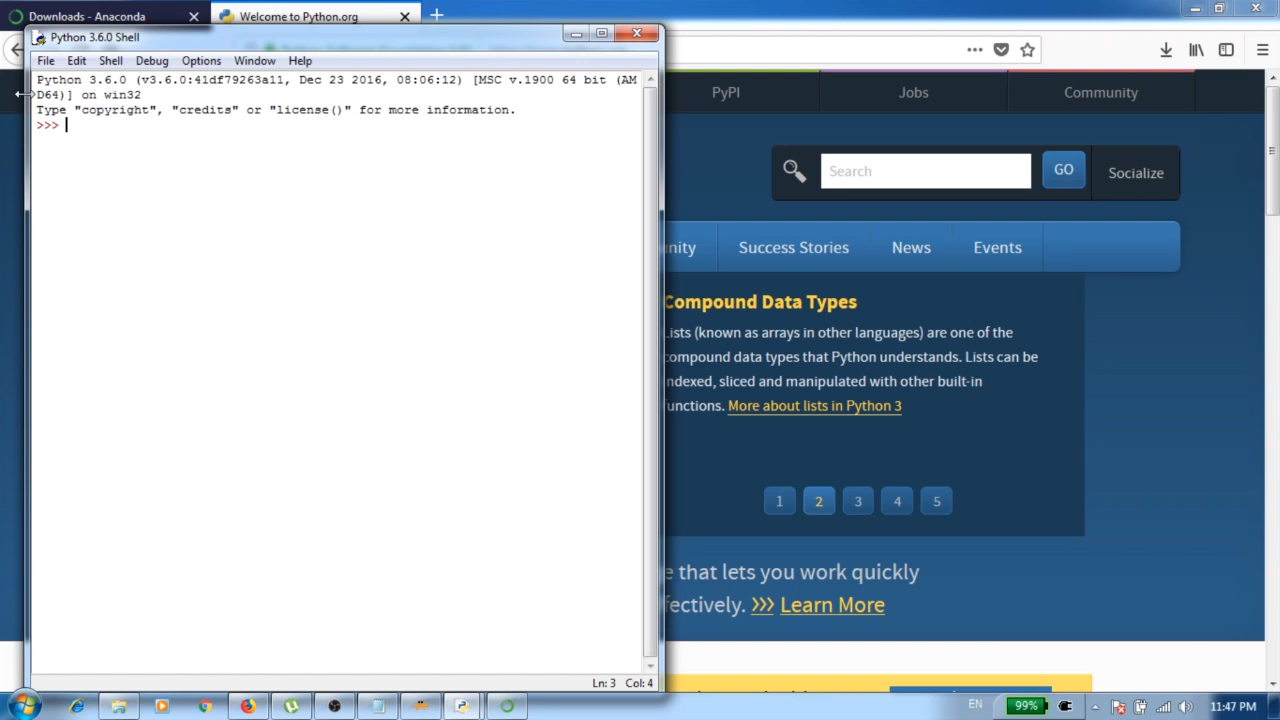 Downloads - Anaconda
Welcome to Python.org
Python 3.6.0 Shell
File Edit Shell Debug Options Window Help
Python 3.6.0 (v3.6.0:41df79263a11, Dec 23 2016, 08:06:12) [MSC v.1900 64 bit (AM
D64)] on win32
Type "copyright", "credits" or "license()" for more information.
>>>
Ln: 3 Col: 4
PyPI Jobs Community
Search GO Socialize
nity Success Stories News Events
Compound Data Types
Lists (known as arrays in other languages) are one of the
compound data types that Python understands. Lists can be
indexed, sliced and manipulated with other built-in
functions. More about lists in Python 3
1 2 3 4 5
e that lets you work quickly
fectively. >>> Learn More
EN 99% 11:47 PM